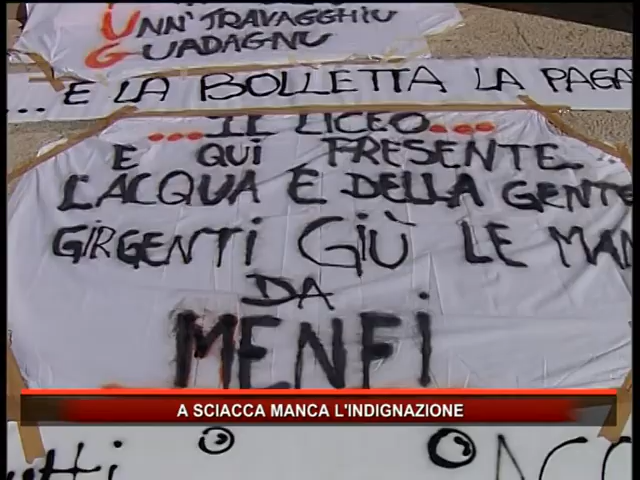 UNN' TRAVAGGHIU
GUADAGNU
... E LA BOLLETTA LA PAGA
... IL LICEO...
E QUI PRESENTE
L'ACQUA E DELLA GENTE
GIRGENTI GIÙ LE MAN
DA
MENFI
A SCIACCA MANCA L'INDIGNAZIONE